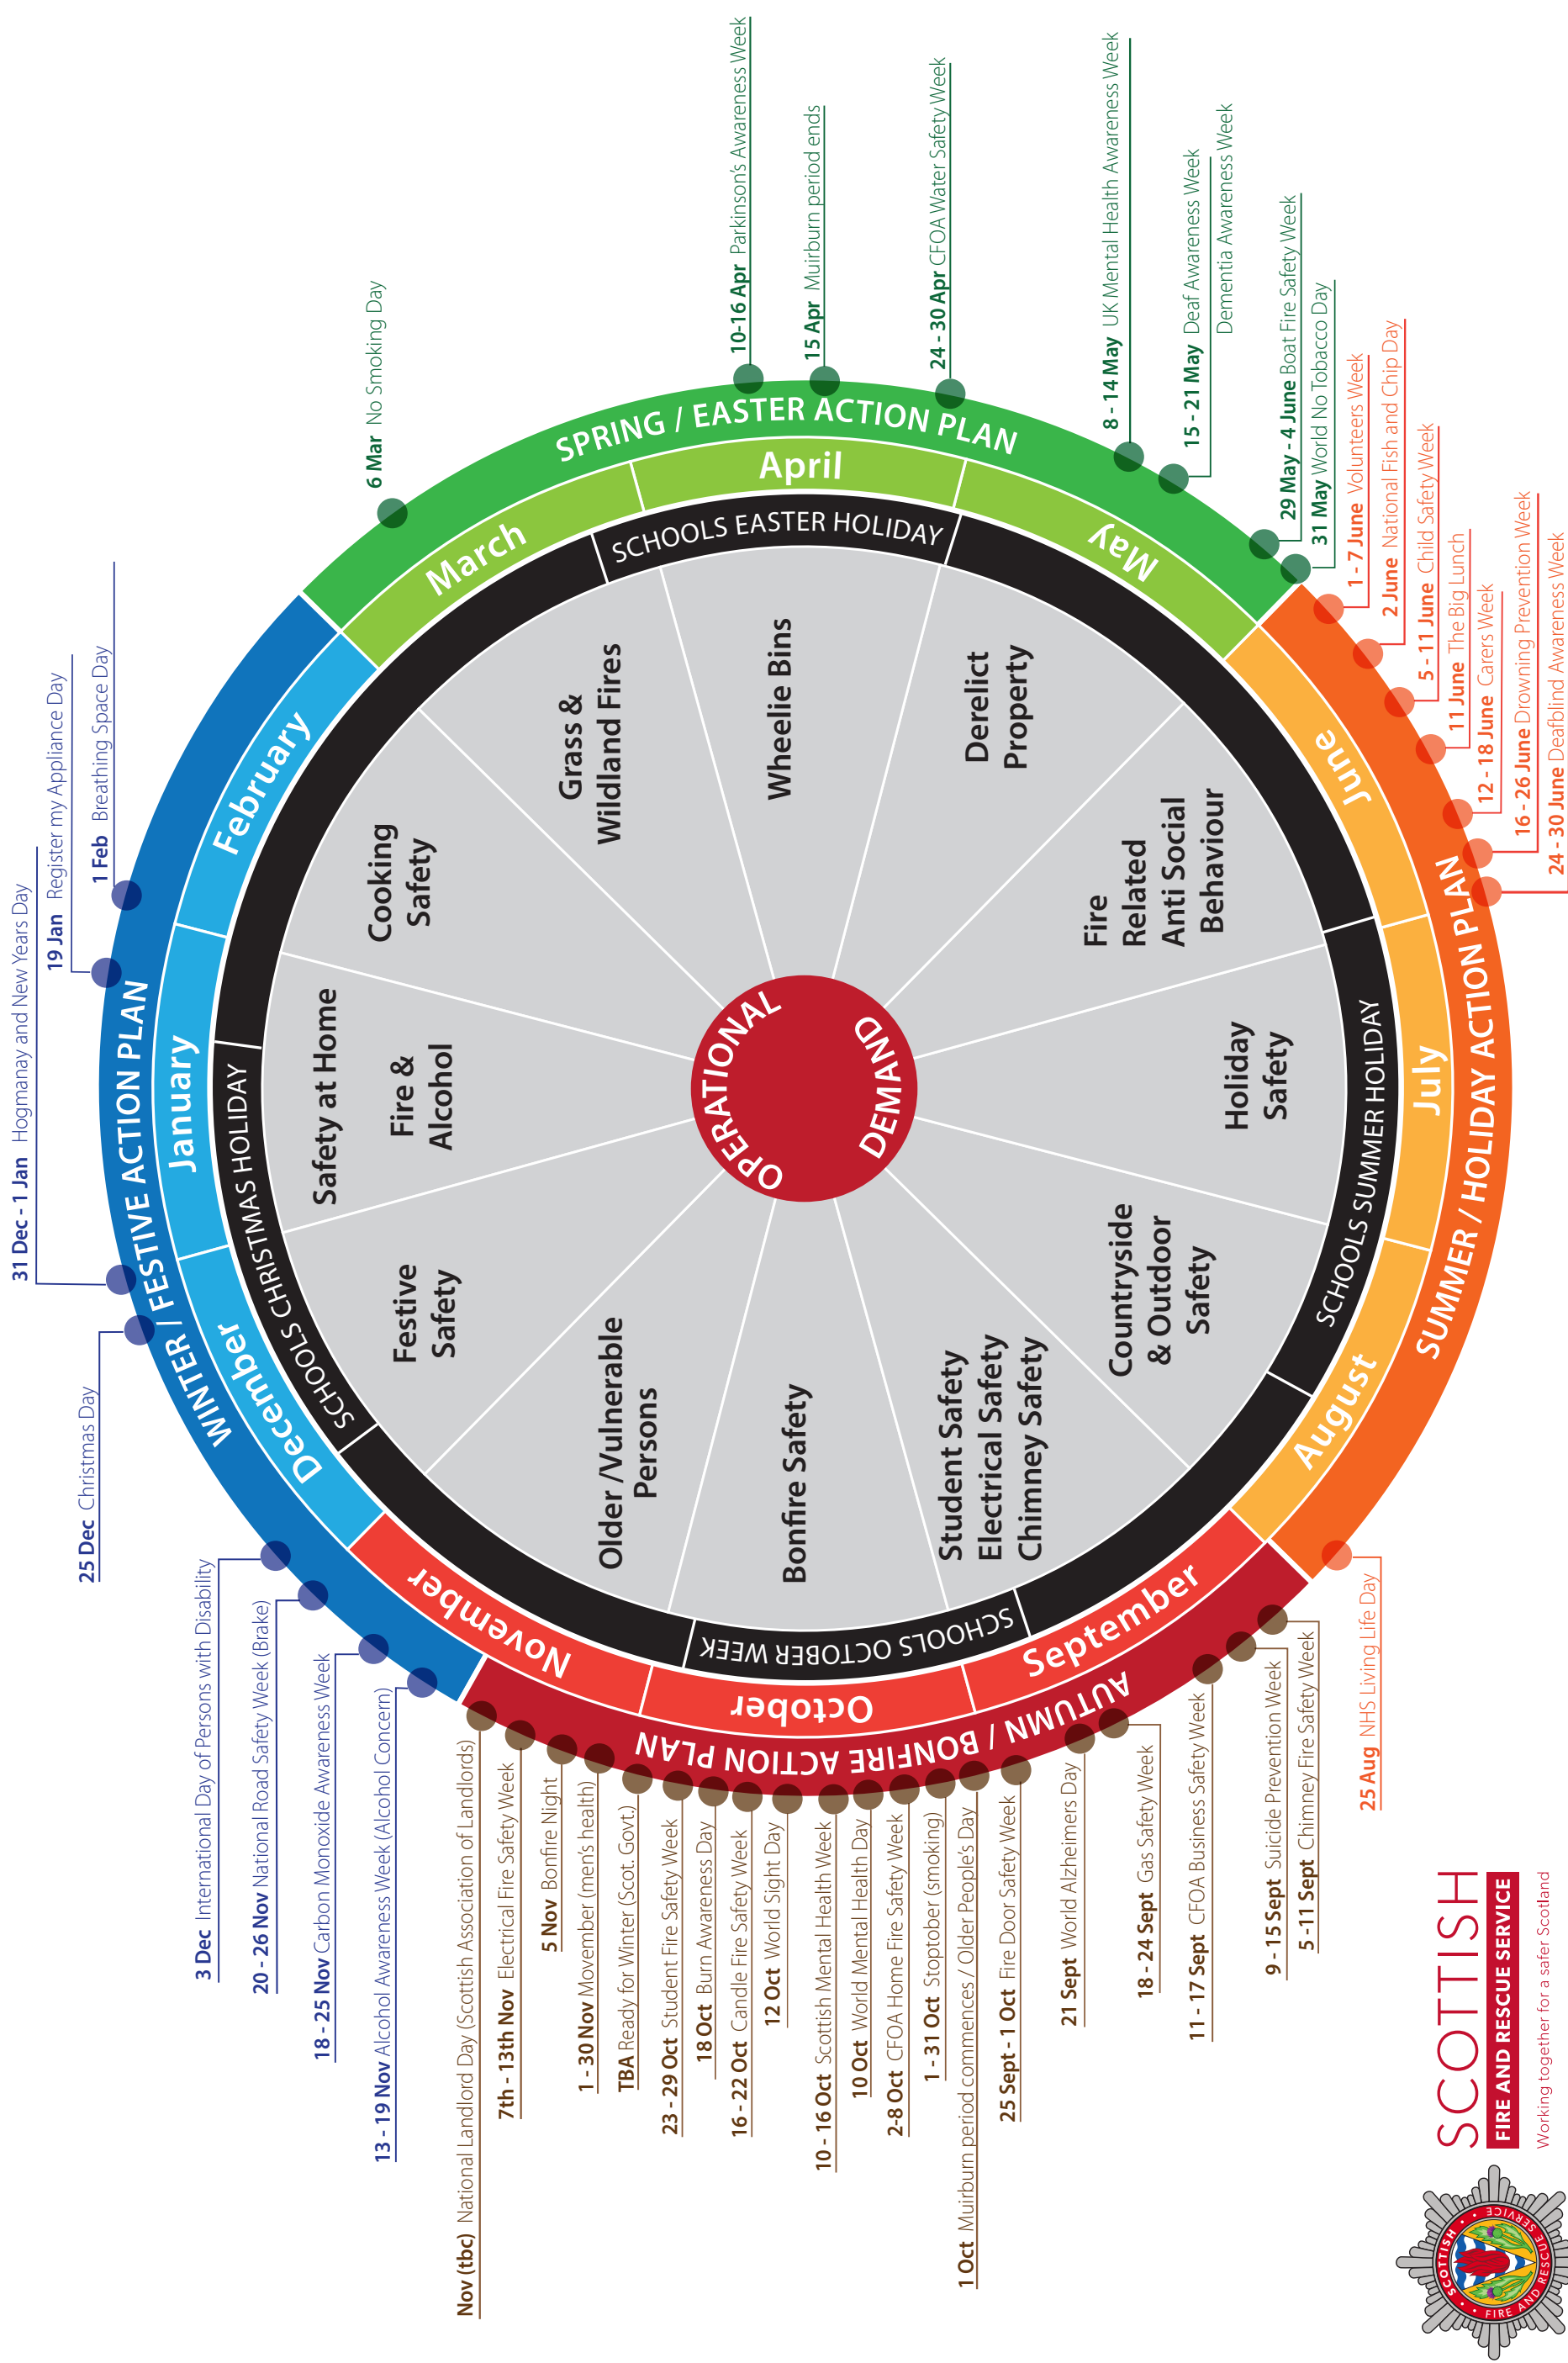 31 Dec - 1 Jan Hogmanay and New Years Day
19 Jan Register my Appliance Day
1 Feb Breathing Space Day
6 Mar No Smoking Day
10-16 Apr Parkinson's Awareness Week
15 Apr Muirburn period ends
24 - 30 Apr CFOA Water Safety Week
8 - 14 May UK Mental Health Awareness Week
15 - 21 May Deaf Awareness Week
Dementia Awareness Week
29 May - 4 June Boat Fire Safety Week
31 May World No Tobacco Day
1 - 7 June Volunteers Week
2 June National Fish and Chip Day
5 - 11 June Child Safety Week
11 June The Big Lunch
12 - 18 June Carers Week
16 - 26 June Drowning Prevention Week
24 - 30 June Deafblind Awareness Week
25 Aug NHS Living Life Day
5 -11 Sept Chimney Fire Safety Week
9 - 15 Sept Suicide Prevention Week
11 - 17 Sept CFOA Business Safety Week
18 - 24 Sept Gas Safety Week
21 Sept World Alzheimers Day
25 Sept - 1 Oct Fire Door Safety Week
1 Oct Muirburn period commences / Older People's Day
1 - 31 Oct Stoptober (smoking)
2-8 Oct CFOA Home Fire Safety Week
10 Oct World Mental Health Day
10 - 16 Oct Scottish Mental Health Week
12 Oct World Sight Day
16 - 22 Oct Candle Fire Safety Week
18 Oct Burn Awareness Day
23 - 29 Oct Student Fire Safety Week
TBA Ready for Winter (Scot. Govt.)
1 - 30 Nov Movember (men's health)
5 Nov Bonfire Night
7th - 13th Nov Electrical Fire Safety Week
Nov (tbc) National Landlord Day (Scottish Association of Landlords)
13 - 19 Nov Alcohol Awareness Week (Alcohol Concern)
18 - 25 Nov Carbon Monoxide Awareness Week
20 - 26 Nov National Road Safety Week (Brake)
3 Dec International Day of Persons with Disability
25 Dec Christmas Day
WINTER / FESTIVE ACTION PLAN
SPRING / EASTER ACTION PLAN
SUMMER / HOLIDAY ACTION PLAN
AUTUMN / BONFIRE ACTION PLAN
January
February
March
April
May
June
July
August
September
October
November
December
SCHOOLS CHRISTMAS HOLIDAY
SCHOOLS EASTER HOLIDAY
SCHOOLS SUMMER HOLIDAY
SCHOOLS OCTOBER WEEK
Safety at Home
Fire &
Alcohol
Cooking
Safety
Grass &
Wildland Fires
Wheelie Bins
Derelict
Property
Fire
Related
Anti Social
Behaviour
Holiday
Safety
Countryside
& Outdoor
Safety
Student Safety
Electrical Safety
Chimney Safety
Bonfire Safety
Older /Vulnerable
Persons
Festive
Safety
OPERATIONAL
DEMAND
SCOTTISH
FIRE AND RESCUE SERVICE
Working together for a safer Scotland
SCOTTISH
FIRE AND RESCUE SERVICE